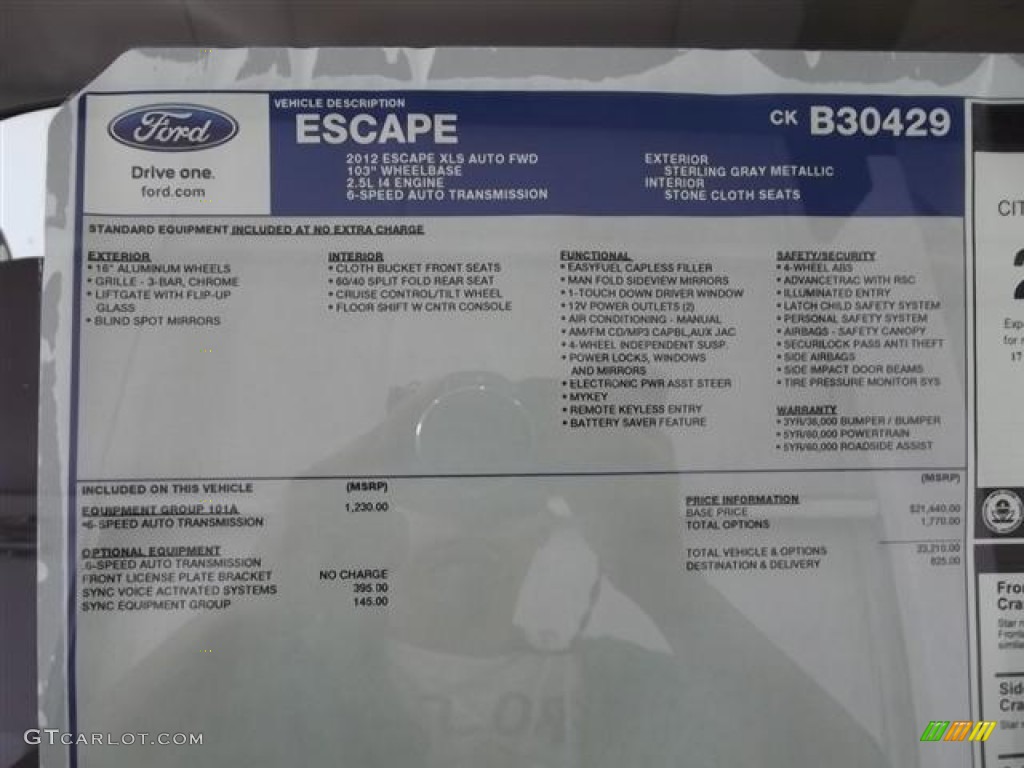 Ford
Drive one.
ford.com
VEHICLE DESCRIPTION
ESCAPE
2012 ESCAPE XLS AUTO FWD
103" WHEELBASE
2.5L I4 ENGINE
6-SPEED AUTO TRANSMISSION
CK B30429
EXTERIOR
STERLING GRAY METALLIC
INTERIOR
STONE CLOTH SEATS
STANDARD EQUIPMENT INCLUDED AT NO EXTRA CHARGE
EXTERIOR
• 16" ALUMINUM WHEELS
• GRILLE - 3-BAR, CHROME
• LIFTGATE WITH FLIP-UP
GLASS
• BLIND SPOT MIRRORS
INTERIOR
• CLOTH BUCKET FRONT SEATS
• 60/40 SPLIT FOLD REAR SEAT
• CRUISE CONTROL/TILT WHEEL
• FLOOR SHIFT W CNTR CONSOLE
FUNCTIONAL
• EASYFUEL CAPLESS FILLER
• MAN FOLD SIDEVIEW MIRRORS
• 1-TOUCH DOWN DRIVER WINDOW
• 12V POWER OUTLETS (2)
• AIR CONDITIONING - MANUAL
• AM/FM CD/MP3 CAPBL,AUX JAC
• 4-WHEEL INDEPENDENT SUSP
• POWER LOCKS, WINDOWS
AND MIRRORS
• ELECTRONIC PWR ASST STEER
• MYKEY
• REMOTE KEYLESS ENTRY
• BATTERY SAVER FEATURE
SAFETY/SECURITY
• 4-WHEEL ABS
• ADVANCETRAC WITH RSC
• ILLUMINATED ENTRY
• LATCH CHILD SAFETY SYSTEM
• PERSONAL SAFETY SYSTEM
• AIRBAGS - SAFETY CANOPY
• SECURILOCK PASS ANTI THEFT
• SIDE AIRBAGS
• SIDE IMPACT DOOR BEAMS
• TIRE PRESSURE MONITOR SYS
WARRANTY
• 3YR/36,000 BUMPER / BUMPER
• 5YR/60,000 POWERTRAIN
• 5YR/60,000 ROADSIDE ASSIST
INCLUDED ON THIS VEHICLE (MSRP)
EQUIPMENT GROUP 101A 1,230.00
•6-SPEED AUTO TRANSMISSION
OPTIONAL EQUIPMENT
.6-SPEED AUTO TRANSMISSION
FRONT LICENSE PLATE BRACKET NO CHARGE
SYNC VOICE ACTIVATED SYSTEMS 395.00
SYNC EQUIPMENT GROUP 145.00
(MSRP)
PRICE INFORMATION
BASE PRICE $21,440.00
TOTAL OPTIONS 1,770.00
TOTAL VEHICLE & OPTIONS 23,210.00
DESTINATION & DELIVERY 825.00
CIT
2
Exp
for r
17
Fron
Cra
Star r
Fronta
simila
Sid
Cra
Star
GTCARLOT.COM